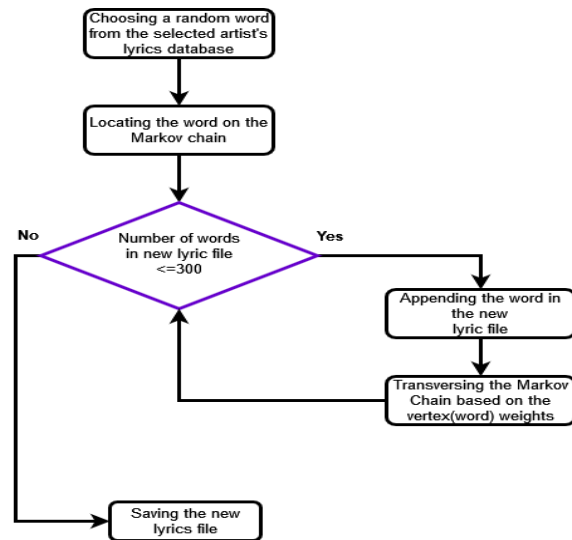 Choosing a random word
from the selected artist's
lyrics database
Locating the word on the
Markov chain
No
Number of words
in new lyric file
<=300
Yes
Appending the word in
the new
lyric file
Transversing the Markov
Chain based on the
vertex(word) weights
Saving the new
lyrics file